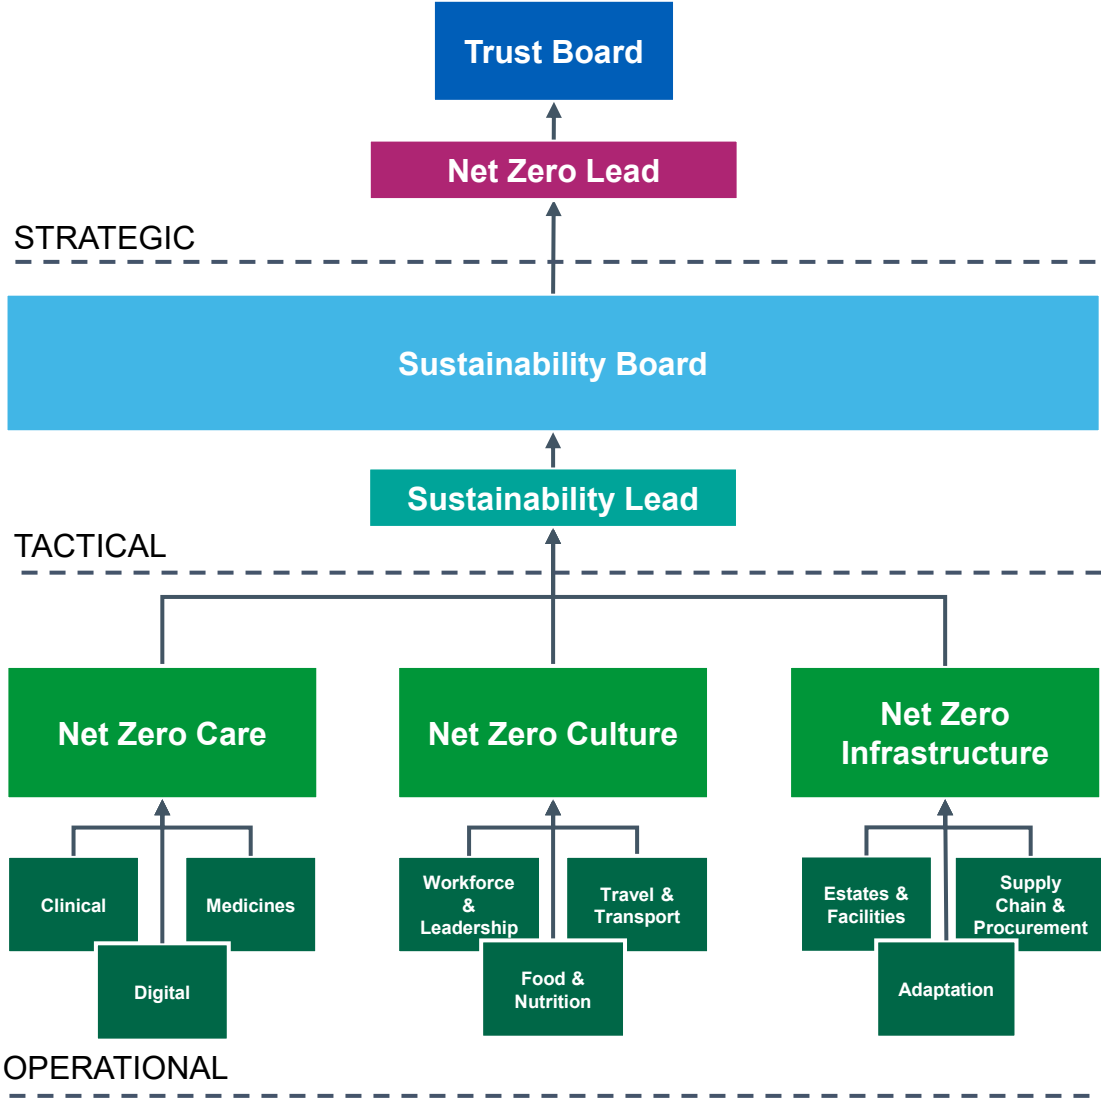 Trust Board
Net Zero Lead
STRATEGIC
Sustainability Board
Sustainability Lead
TACTICAL
Net Zero Care
Net Zero Culture
Net Zero
Infrastructure
Clinical
Medicines
Digital
Workforce
&
Leadership
Travel &
Transport
Food &
Nutrition
Estates &
Facilities
Supply
Chain &
Procurement
Adaptation
OPERATIONAL